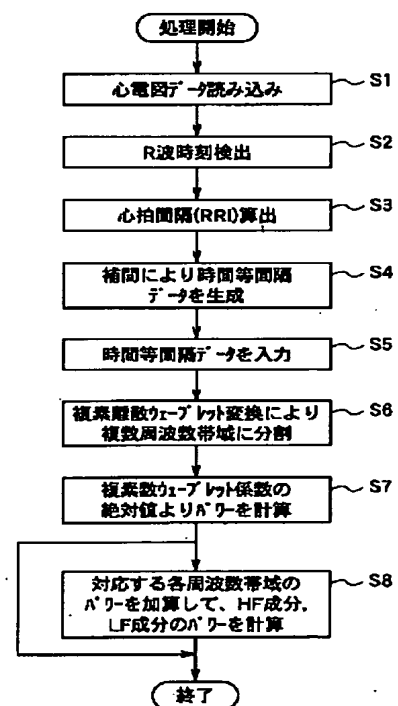 処理開始
心電図データ読み込み
S1
R波時刻検出
S2
心拍間隔(RRI)算出
S3
補間により時間等間隔
データを生成
S4
時間等間隔データを入力
S5
複素離散ウェーブレット変換により
複数周波数帯域に分割
S6
複素数ウェーブレット係数の
絶対値よりパワーを計算
S7
対応する各周波数帯域の
パワーを加算して、HF成分,
LF成分のパワーを計算
S8
終了